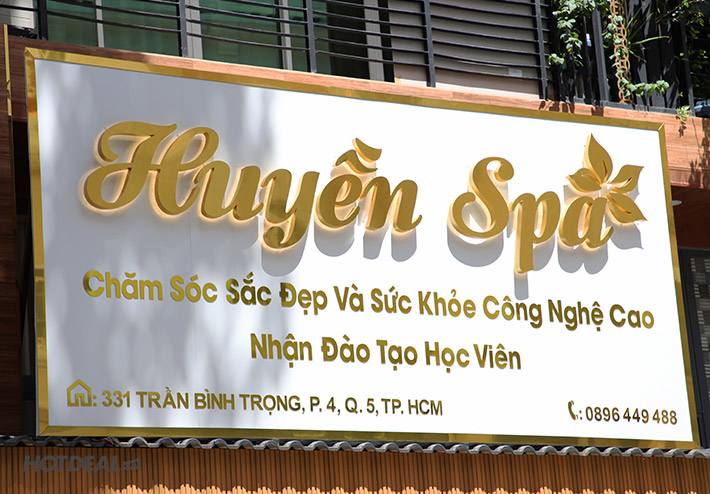 Huyền Spa
Chăm Sóc Sắc Đẹp Và Sức Khỏe Công Nghệ Cao
Nhận Đào Tạo Học Viên
: 331 TRẦN BÌNH TRỌNG, P. 4, Q. 5, TP. HCM
: 0896 449 488
HOTDEAL.vn